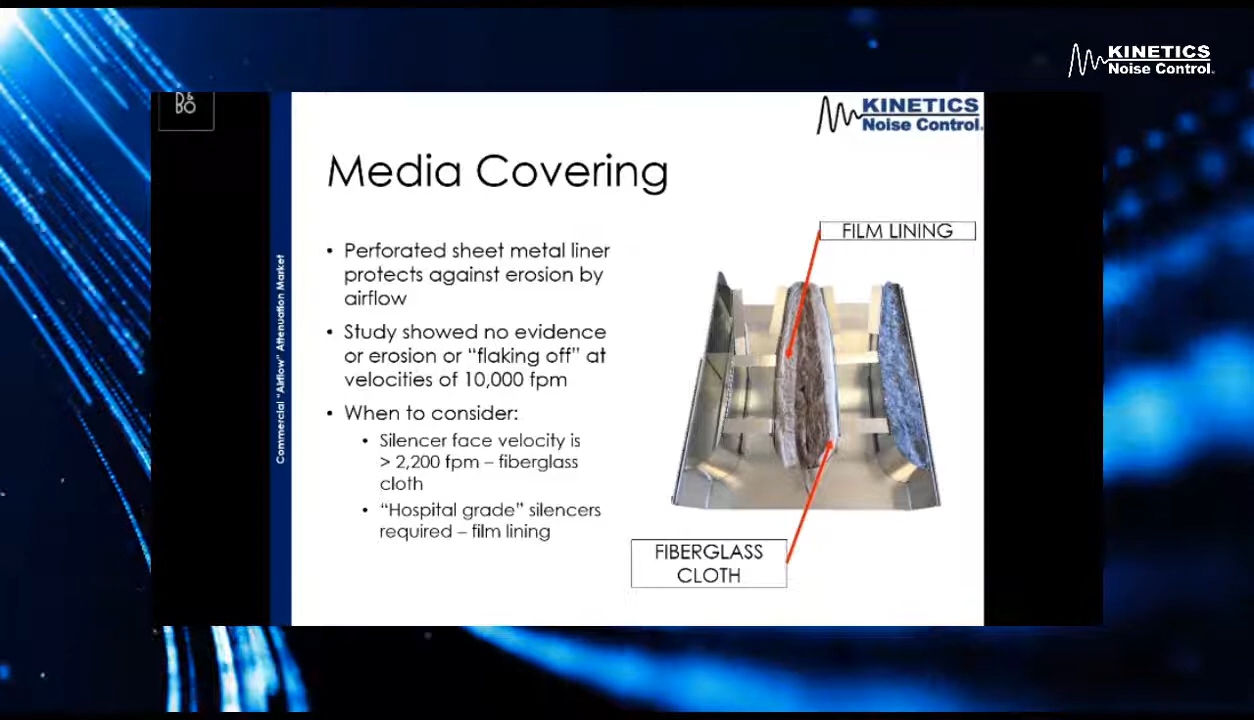 KINETICS
Noise Control.
B&
BO
KINETICS
Noise Control.
Media Covering
FILM LINING
• Perforated sheet metal liner
protects against erosion by
airflow
• Study showed no evidence
or erosion or “flaking off” at
velocities of 10,000 fpm
• When to consider:
• Silencer face velocity is
> 2,200 fpm – fiberglass
cloth
• “Hospital grade” silencers
required – film lining
FIBERGLASS
CLOTH
Commercial "Airflow" Attenuation Market